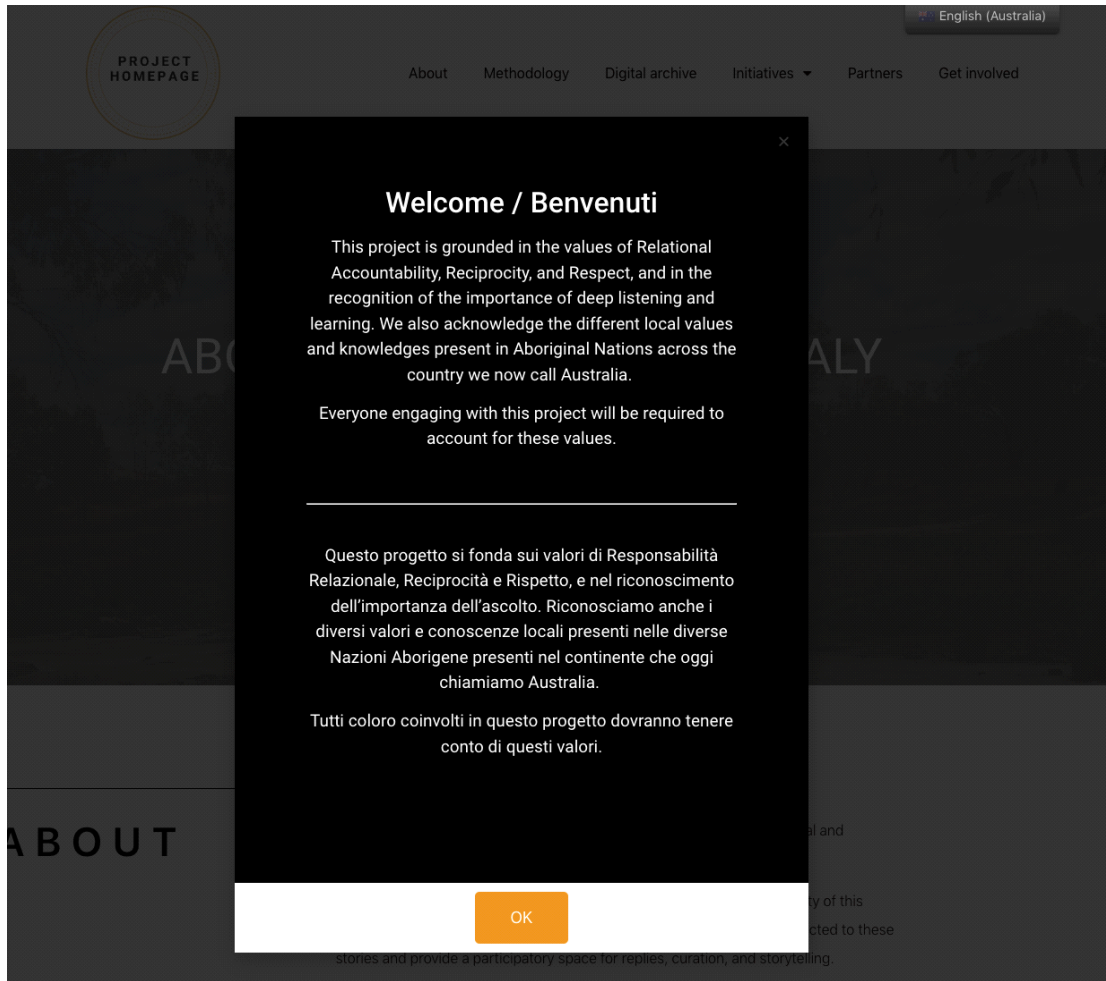 English (Australia)
PROJECT
HOMEPAGE
About Methodology Digital archive Initiatives Partners Get involved
Welcome / Benvenuti
This project is grounded in the values of Relational
Accountability, Reciprocity, and Respect, and in the
recognition of the importance of deep listening and
learning. We also acknowledge the different local values
and knowledges present in Aboriginal Nations across the
country we now call Australia.
Everyone engaging with this project will be required to
account for these values.
Questo progetto si fonda sui valori di Responsabilità
Relazionale, Reciprocità e Rispetto, e nel riconoscimento
dell’importanza dell’ascolto. Riconosciamo anche i
diversi valori e conoscenze locali presenti nelle diverse
Nazioni Aborigene presenti nel continente che oggi
chiamiamo Australia.
Tutti coloro coinvolti in questo progetto dovranno tenere
conto di questi valori.
OK
ABOUT
and
of this
to these
stories and provide a participatory space for replies, curation, and storytelling.